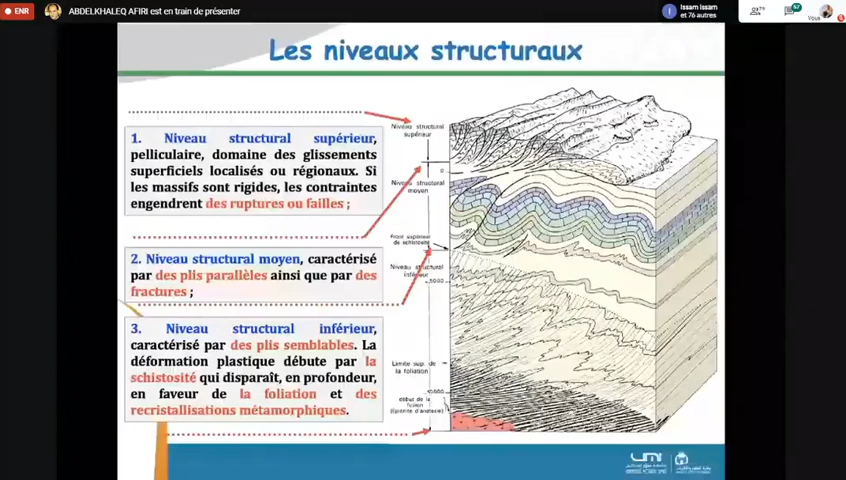 ENR
ABDELKHALEQ AFIRI est en train de présenter
Issam Issam
et 76 autres
Vous
Les niveaux structuraux
1. Niveau structural supérieur,
pelliculaire, domaine des glissements
superficiels localisés ou régionaux. Si
les massifs sont rigides, les contraintes
engendrent des ruptures ou failles ;
2. Niveau structural moyen, caractérisé
par des plis parallèles ainsi que par des
fractures ;
3. Niveau structural inférieur,
caractérisé par des plis semblables. La
déformation plastique débute par la
schistosité qui disparaît, en profondeur,
en faveur de la foliation et des
recristallisations métamorphiques.
Niveau structural
supérieur
0
Niveau structural
moyen
Front supérieur
de schistosité
Niveau structural
inférieur
Limite sup. de
la foliation
début de la
fusion